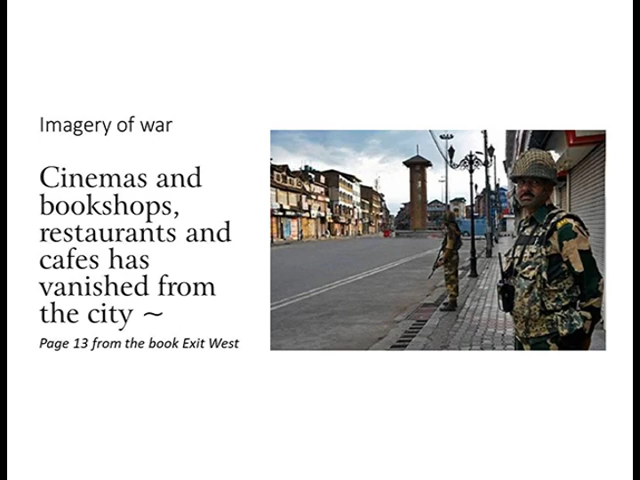 Imagery of war
Cinemas and
bookshops,
restaurants and
cafes has
vanished from
the city ~
Page 13 from the book Exit West